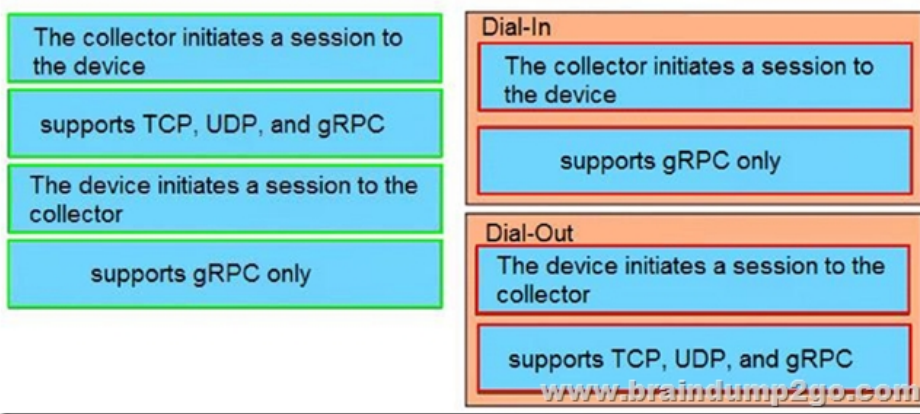 The collector initiates a session to
the device
supports TCP, UDP, and gRPC
The device initiates a session to the
collector
supports gRPC only
Dial-In
The collector initiates a session to
the device
supports gRPC only
Dial-Out
The device initiates a session to the
collector
supports TCP, UDP, and gRPC
www.braindump2go.com